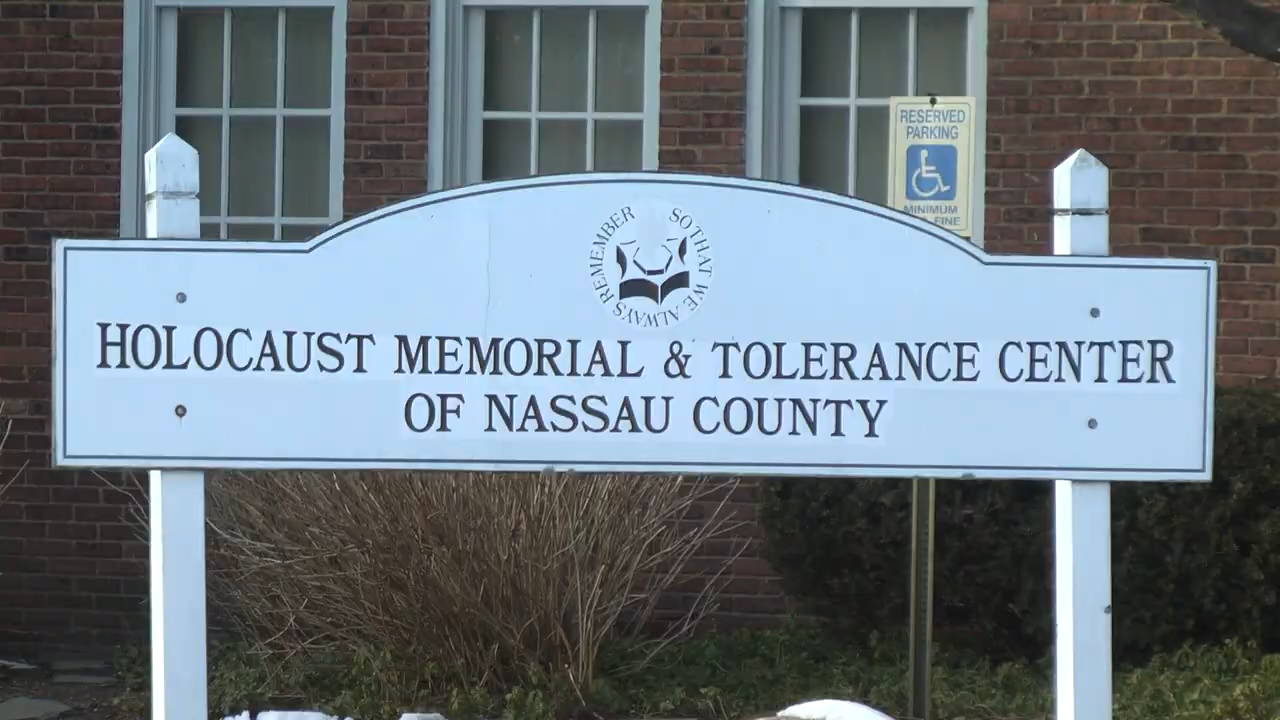 RESERVED
PARKING
MINIMUM
FINE
SO THAT WE ALWAYS REMEMBER
HOLOCAUST MEMORIAL & TOLERANCE CENTER
OF NASSAU COUNTY